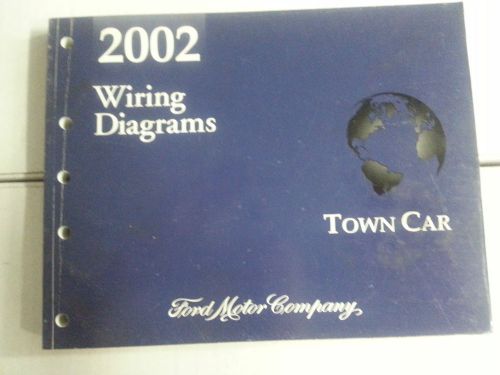 2002
Wiring
Diagrams
TOWN CAR
Ford Motor Company